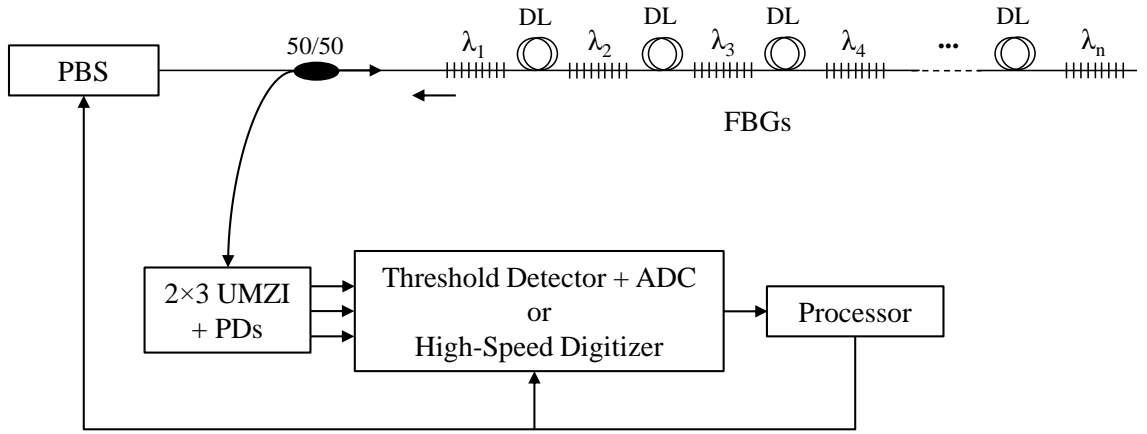 DL DL DL DL
50/50 λ1 λ2 λ3 λ4 ... λn
PBS
FBGs
2×3 UMZI
+ PDs
Threshold Detector + ADC
or
High-Speed Digitizer
Processor